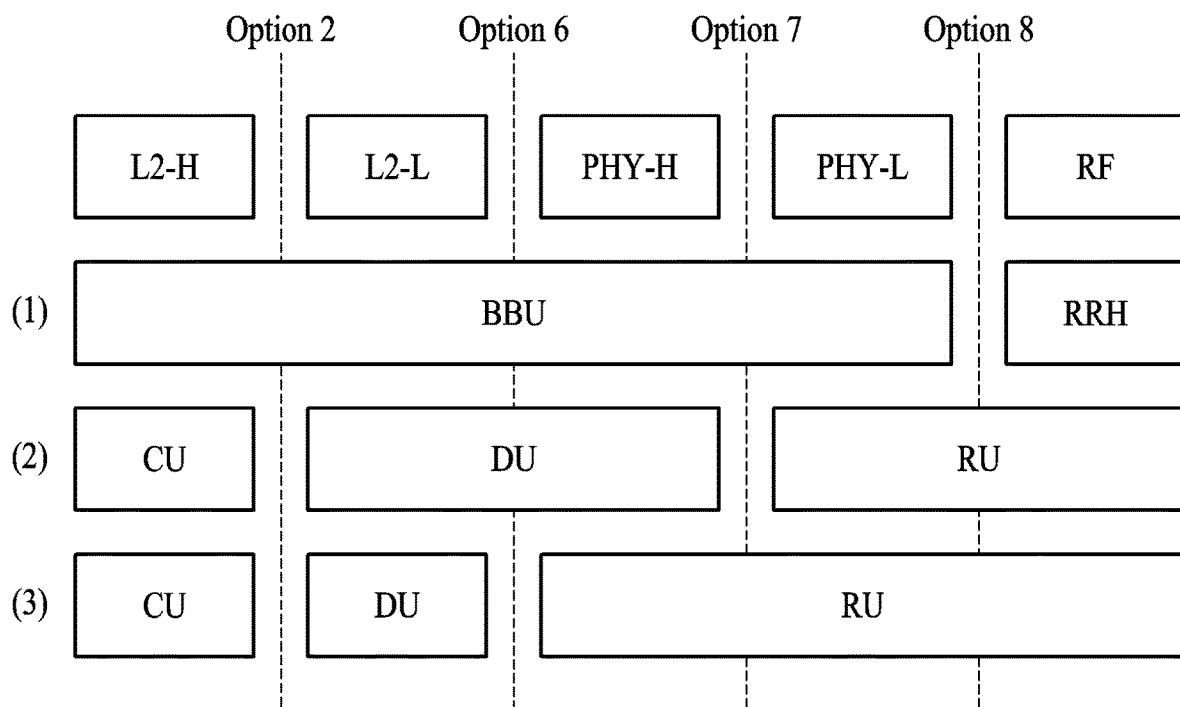 Option 2 Option 6 Option 7 Option 8
L2-H L2-L PHY-H PHY-L RF
(1) BBU RRH
(2) CU DU RU
(3) CU DU RU